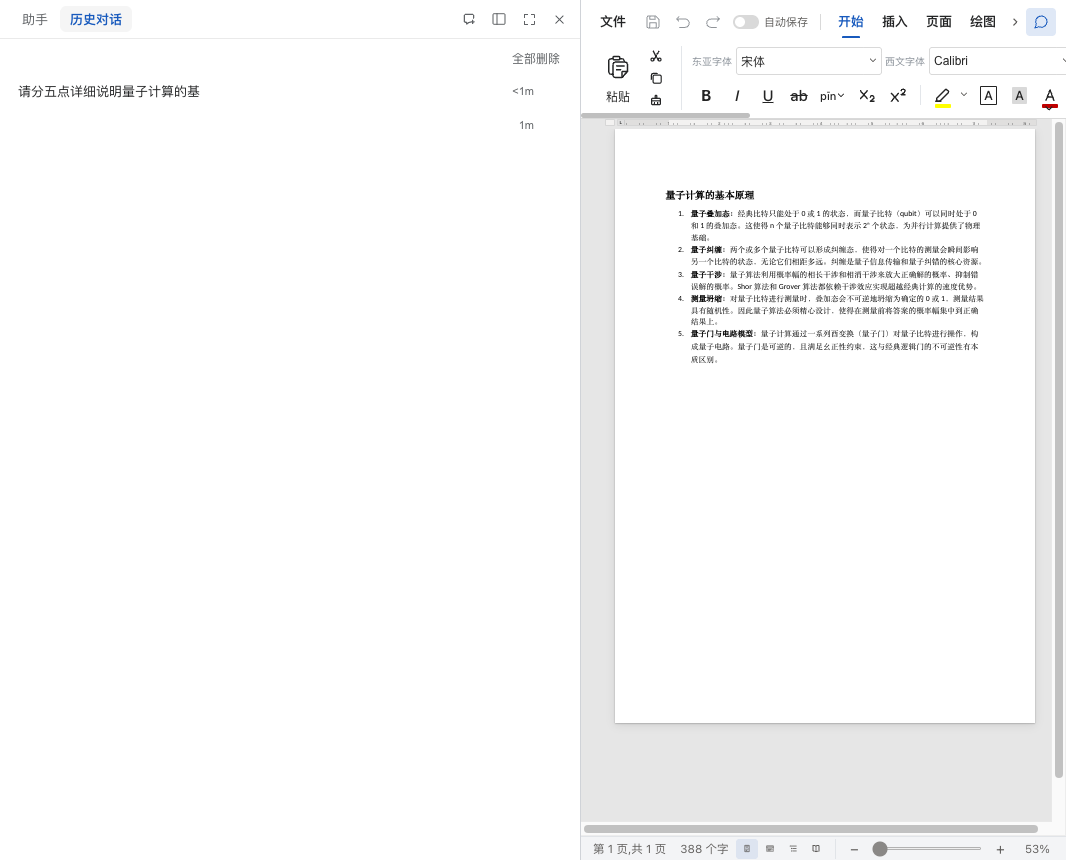 助手 历史对话
全部删除
请分五点详细说明量子计算的基 <1m
1m
文件 自动保存 开始 插入 页面 绘图
粘贴 东亚字体 宋体 西文字体 Calibri
B I U ab pīn X₂ X² A A A
量子计算的基本原理
1. 量子叠加态：经典比特只能处于 0 或 1 的状态，而量子比特（qubit）可以同时处于 0
和 1 的叠加态。这使得 n 个量子比特能够同时表示 2ⁿ 个状态，为并行计算提供了物理
基础。
2. 量子纠缠：两个或多个量子比特可以形成纠缠态，使得对一个比特的测量会瞬间影响
另一个比特的状态，无论它们相距多远。纠缠是量子信息传输和量子纠错的核心资源。
3. 量子干涉：量子算法利用概率幅的相长干涉和相消干涉来放大正确解的概率、抑制错
误解的概率。Shor 算法和 Grover 算法都依赖干涉效应实现超越经典计算的速度优势。
4. 测量坍缩：对量子比特进行测量时，叠加态会不可逆地坍缩为确定的 0 或 1，测量结果
具有随机性。因此量子算法必须精心设计，使得在测量前将答案的概率幅集中到正确
结果上。
5. 量子门与电路模型：量子计算通过一系列酉变换（量子门）对量子比特进行操作，构
成量子电路。量子门是可逆的，且满足幺正性约束，这与经典逻辑门的不可逆性有本
质区别。
第 1 页,共 1 页 388 个字 53%